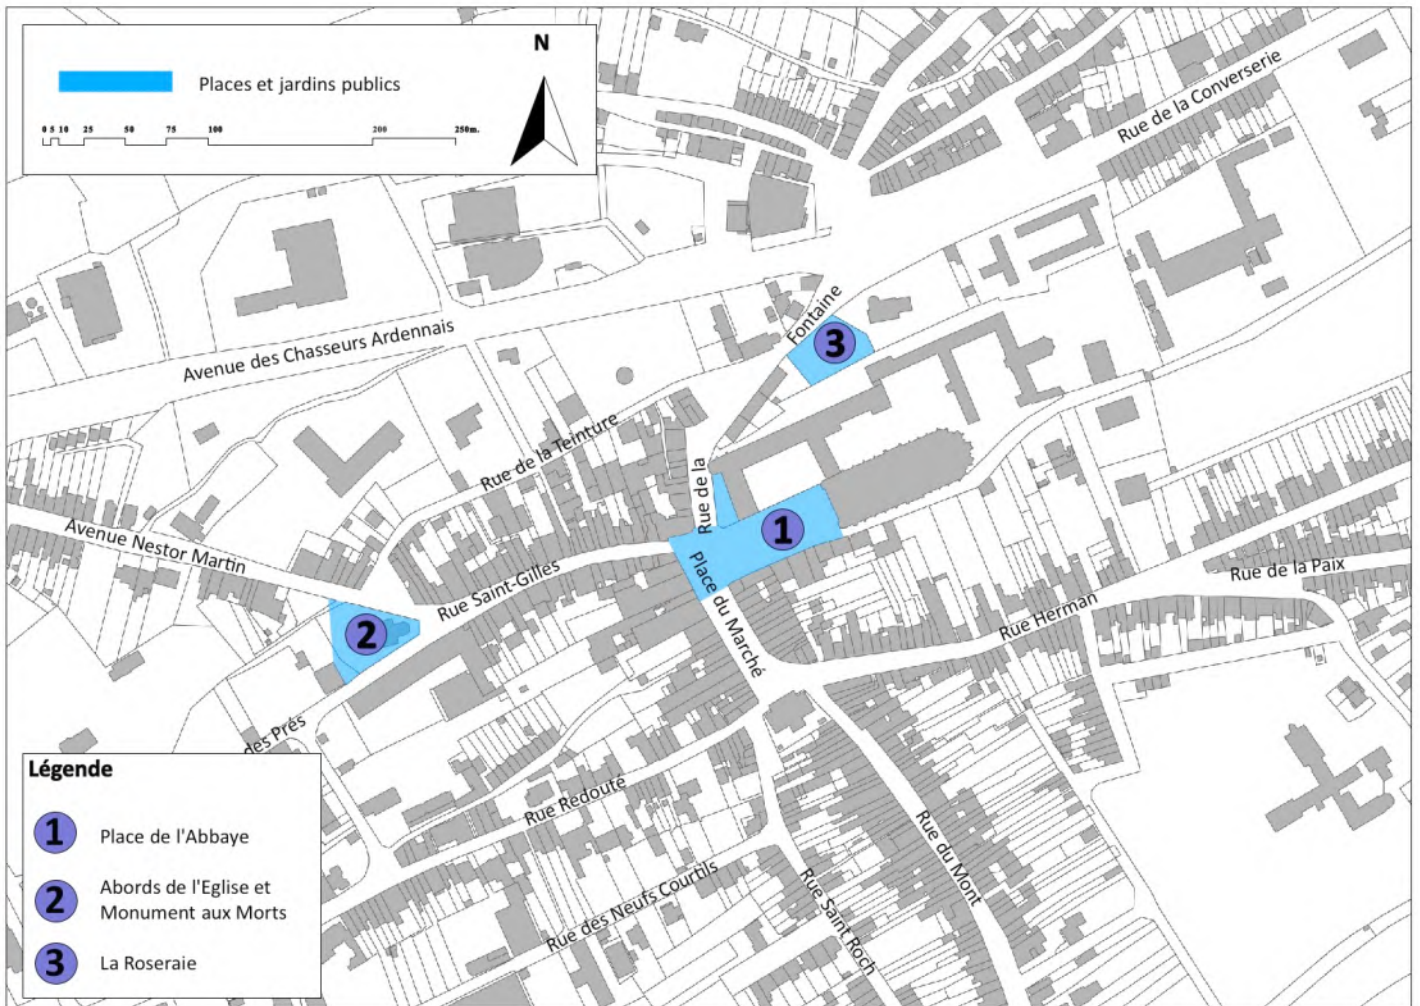 N
Places et jardins publics
0 5 10 25 50 75 100 200 250m.
Rue de la Converserie
Fontaine
3
Avenue des Chasseurs Ardennais
Rue de la Teinture
Rue de la
1
Avenue Nestor Martin
Rue Saint-Gilles
Place du Marché
Rue de la Paix
Rue Herman
2
des Prés
Rue Redouté
Rue du Mont
Rue des Neufs Courtils
Rue Saint Roch
Légende
1 Place de l'Abbaye
2 Abords de l'Eglise et
Monument aux Morts
3 La Roseraie